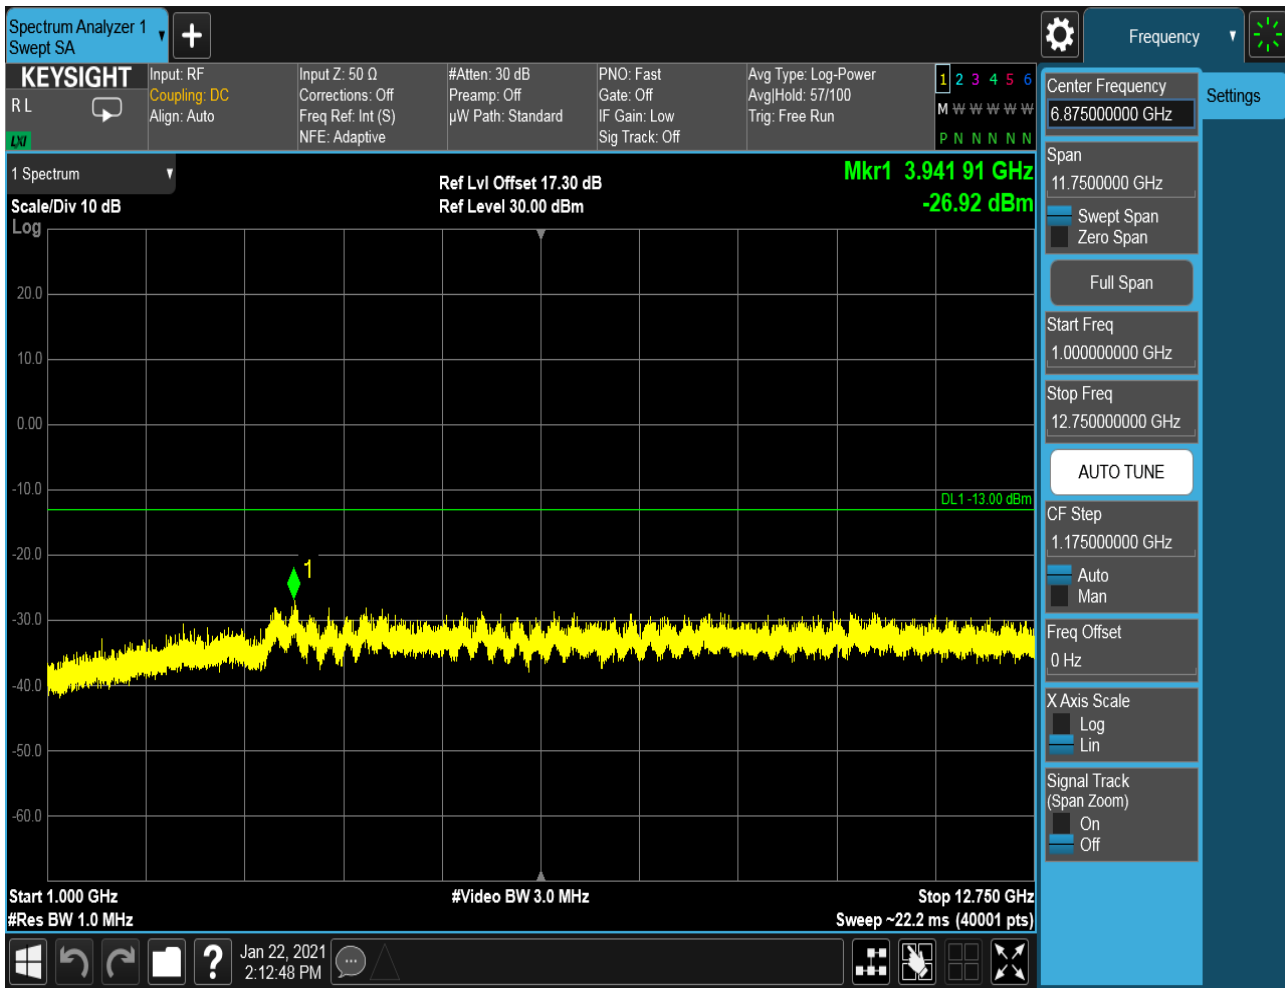 Spectrum Analyzer 1
Swept SA
+
Frequency
KEYSIGHT
R L
LXI
Input: RF
Coupling: DC
Align: Auto
Input Z: 50 Ω
Corrections: Off
Freq Ref: Int (S)
NFE: Adaptive
#Atten: 30 dB
Preamp: Off
µW Path: Standard
PNO: Fast
Gate: Off
IF Gain: Low
Sig Track: Off
Avg Type: Log-Power
Avg|Hold: 57/100
Trig: Free Run
1 2 3 4 5 6
M W W W W W
P N N N N N
1 Spectrum
Scale/Div 10 dB
Log
Ref Lvl Offset 17.30 dB
Ref Level 30.00 dBm
Mkr1 3.941 91 GHz
-26.92 dBm
20.0
10.0
0.00
-10.0
DL1 -13.00 dBm
-20.0
1
-30.0
-40.0
-50.0
-60.0
Start 1.000 GHz
#Res BW 1.0 MHz
#Video BW 3.0 MHz
Stop 12.750 GHz
Sweep ~22.2 ms (40001 pts)
Center Frequency
6.875000000 GHz
Settings
Span
11.7500000 GHz
Swept Span
Zero Span
Full Span
Start Freq
1.000000000 GHz
Stop Freq
12.750000000 GHz
AUTO TUNE
CF Step
1.175000000 GHz
Auto
Man
Freq Offset
0 Hz
X Axis Scale
Log
Lin
Signal Track
(Span Zoom)
On
Off
?
Jan 22, 2021
2:12:48 PM